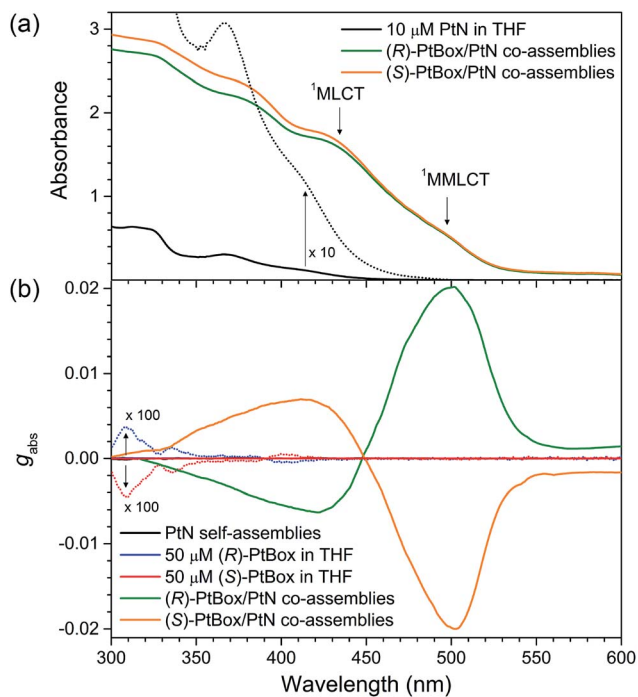 (a)
10 μM PtN in THF
(R)-PtBox/PtN co-assemblies
(S)-PtBox/PtN co-assemblies
3
2
1
Absorbance
¹MLCT
¹MMLCT
x 10
(b)
0.02
0.01
0.00
-0.01
-0.02
gabs
x 100
x 100
PtN self-assemblies
50 μM (R)-PtBox in THF
50 μM (S)-PtBox in THF
(R)-PtBox/PtN co-assemblies
(S)-PtBox/PtN co-assemblies
300 350 400 450 500 550 600
Wavelength (nm)